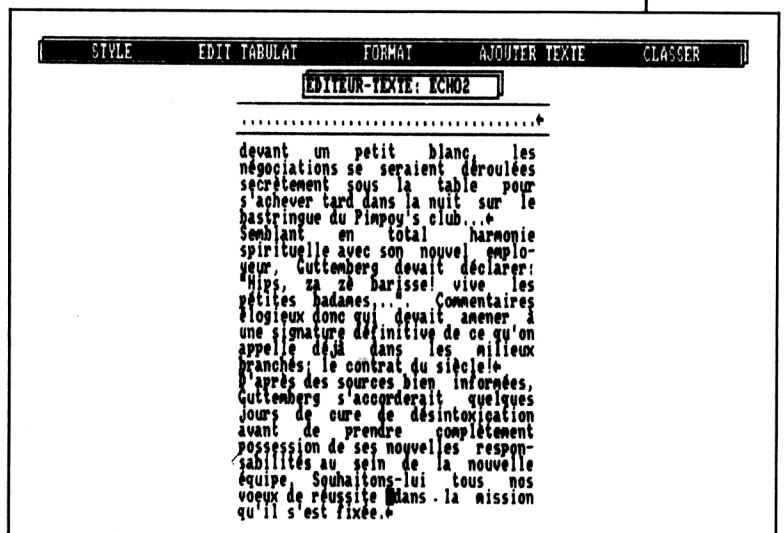 STYLE EDIT TABULAT FORMAT AJOUTER TEXTE CLASSER
EDITEUR-TEXTE: ECHO2
devant un petit blanc, les
négociations se seraient déroulées
secrètement sous la table pour
s'achever tard dans la nuit sur le
bastringue du Pimpoy's club...
Semblant en total harmonie
spirituelle avec son nouvel emplo-
yeur, Guttemberg devait déclarer:
"Hips, za zé barisse! vive les
pétites badames...". Commentaires
élogieux donc qui devait amener à
une signature définitive de ce qu'on
appelle déjà dans les milieux
branchés: le contrat du siècle!
D'après des sources bien informées,
Guttemberg s'accorderait quelques
jours de cure de désintoxication
avant de prendre complètement
possession de ses nouvelles respon-
sabilités au sein de la nouvelle
équipe. Souhaitons-lui tous nos
voeux de réussite dans la mission
qu'il s'est fixée.